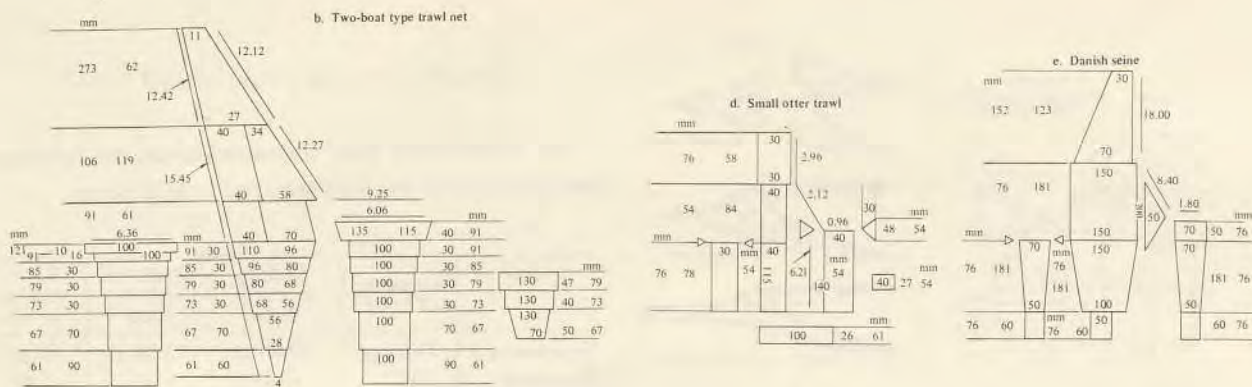 b. Two-boat type trawl net
mm
11
12.12
273 62
12.42
27
40 34
12.27
106 119
15.45
40 58
91 61
6.36
40 70
121 10 100 mm
91 16 100 91 30 110 96
85 30 85 30 96 80
79 30 79 30 80 68
73 30 73 30 68 56
67 70 67 70 56
28
61 90 61 60
4
9.25
6.06
mm
135 115 40 91
100 30 91
100 30 85
100 30 79
100 30 73
100 70 67
100 90 61
mm
130 47 79
130 40 73
130
70 50 67
d. Small otter trawl
mm
30
76 58
30
2.96
40
2.12
54 84
0.96
30
mm
48 54
40
30 mm 40
54
76 78
115
6.21
mm
54
140
mm
40 27 54
mm
100 26 61
e. Danish seine
mm
30
152 123
18.00
70
150
8.40
76 181
200
50
1.80
mm
70 50 76
150
70 mm 150
76
76 181
181
70
181 76
50 100 50
76 60 mm 50
76 60
60 76